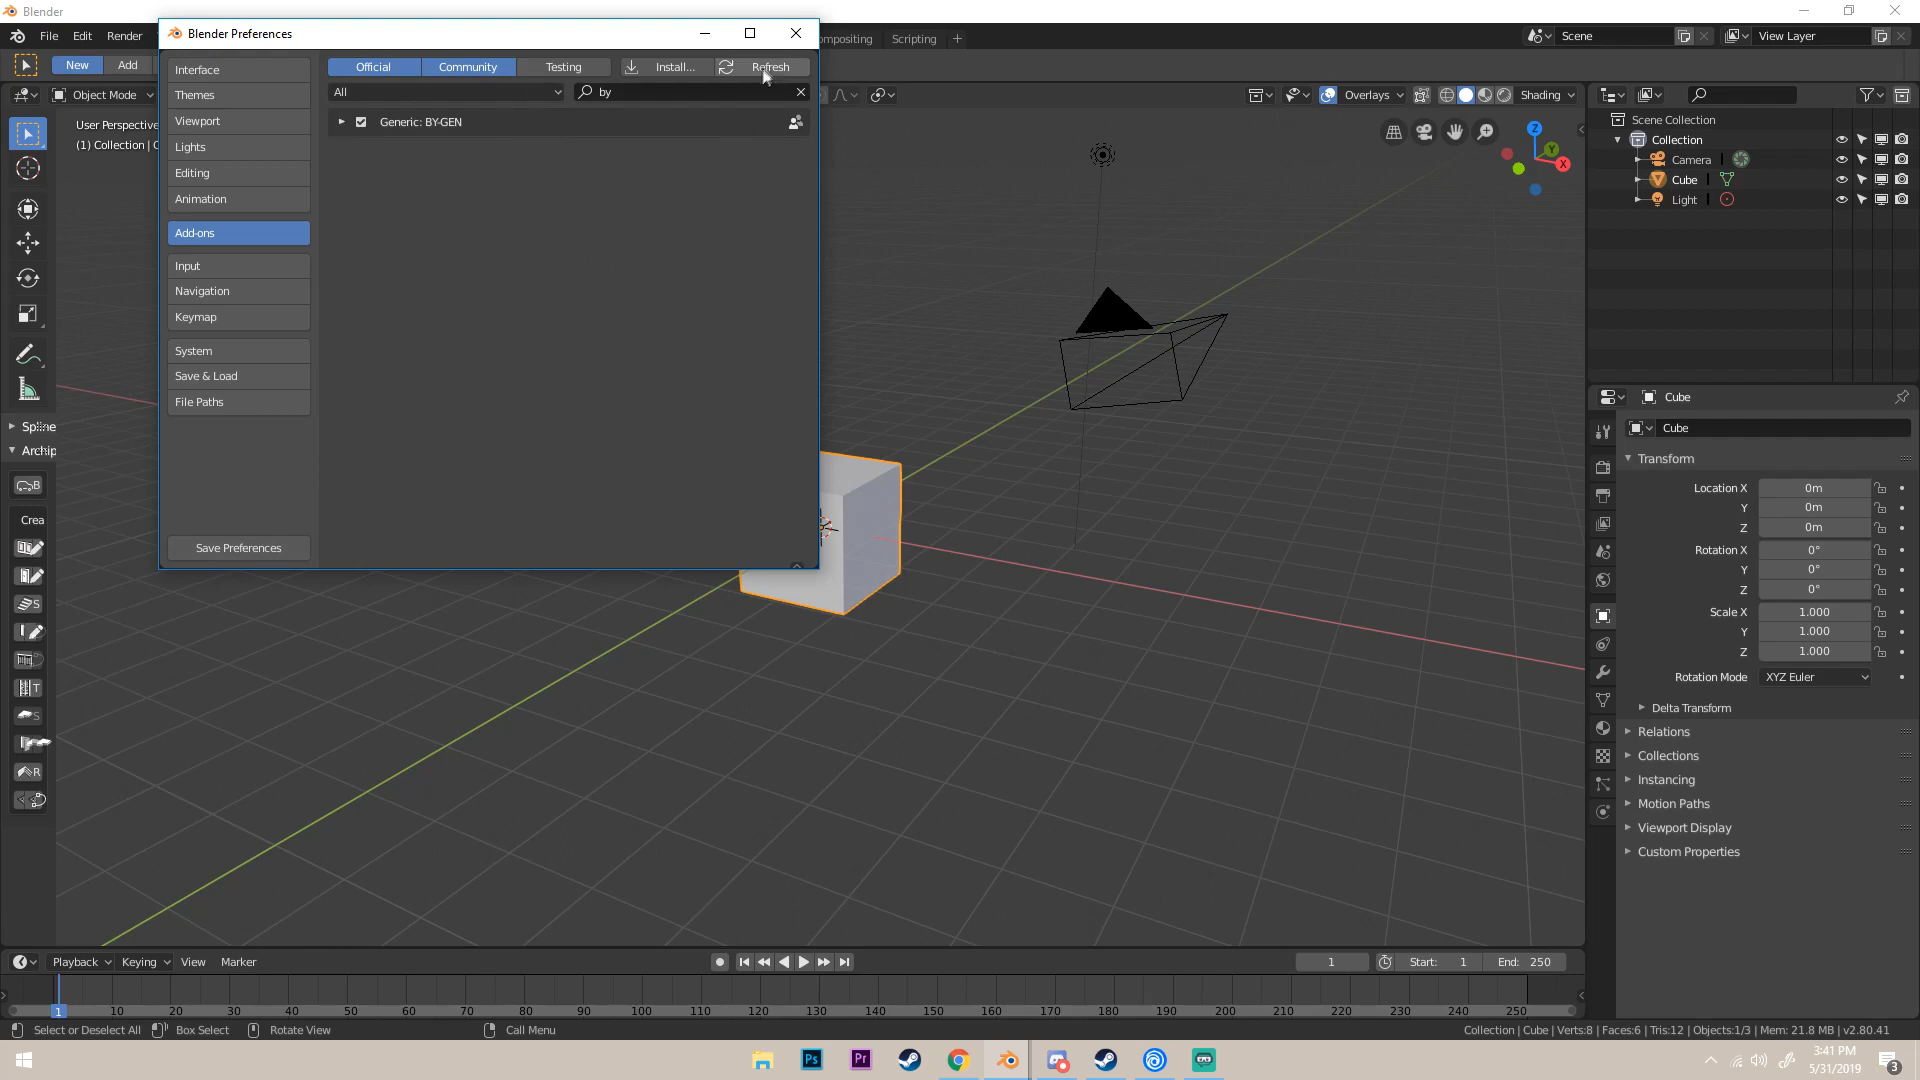 Blender
File Edit Render
ompositing Scripting
Scene
View Layer
Blender Preferences
New Add
Object Mode
Overlays
Shading
User Perspective
(1) Collection | C
Interface
Themes
Viewport
Lights
Editing
Animation
Add-ons
Input
Navigation
Keymap
System
Save & Load
File Paths
Save Preferences
Official Community Testing Install... Refresh
All
by
Generic: BY-GEN
Z
Y
X
Scene Collection
Collection
Camera
Cube
Light
Archip
B
Crea
S
T
S
R
Cube
Cube
Transform
Location X 0m
Y 0m
Z 0m
Rotation X 0°
Y 0°
Z 0°
Scale X 1.000
Y 1.000
Z 1.000
Rotation Mode XYZ Euler
Delta Transform
Relations
Collections
Instancing
Motion Paths
Viewport Display
Custom Properties
Playback Keying View Marker
1
Start: 1
End: 250
1 10 20 30 40 50 60 70 80 90 100 110 120 130 140 150 160 170 180 190 200 210 220 230 240 250
Select or Deselect All Box Select Rotate View Call Menu
Collection | Cube | Verts:8 | Faces:6 | Tris:12 | Objects:1/3 | Mem: 21.8 MB | v2.80.41
Ps
Pr
3:41 PM
5/31/2019
3